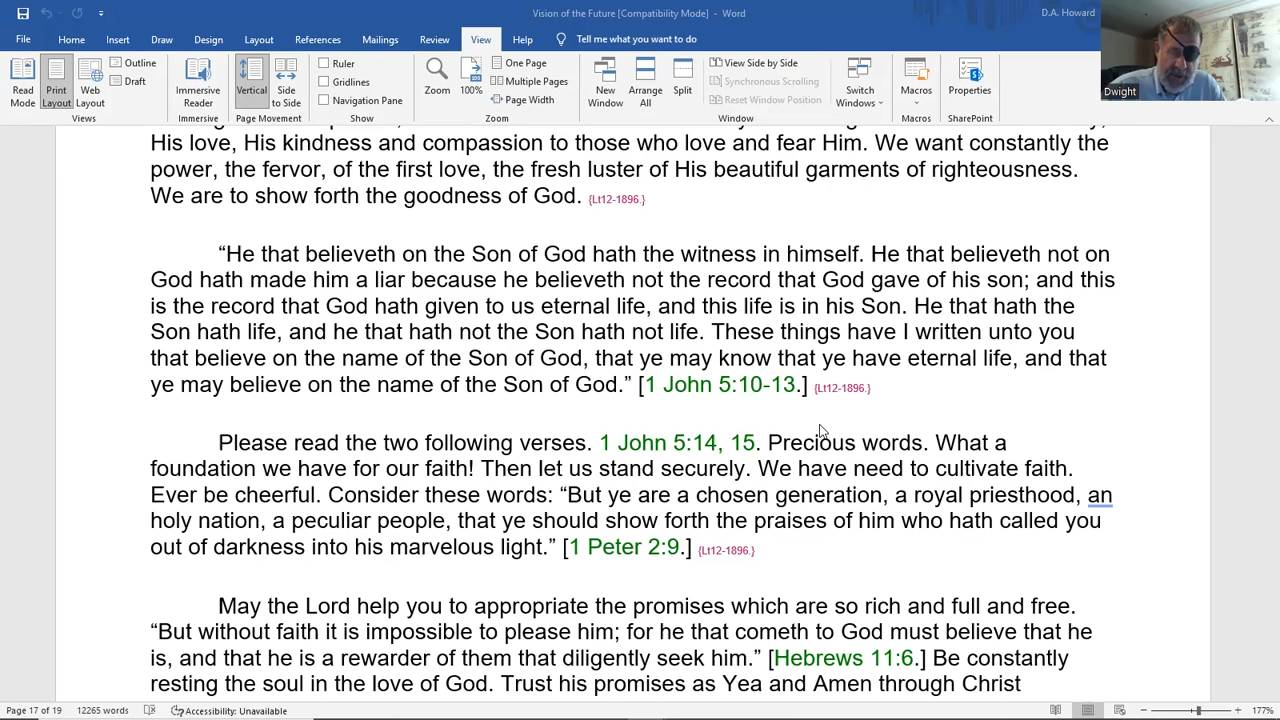 Vision of the Future [Compatibility Mode] - Word
D.A. Howard
File Home Insert Draw Design Layout References Mailings Review View Help Tell me what you want to do
Read Mode
Print Layout
Web Layout
Outline
Draft
Views
Immersive Reader
Immersive
Vertical
Side to Side
Page Movement
Ruler
Gridlines
Navigation Pane
Show
Zoom
100%
One Page
Multiple Pages
Page Width
Zoom
New Window
Arrange All
Split
View Side by Side
Synchronous Scrolling
Reset Window Position
Window
Switch Windows
Macros
Macros
Properties
SharePoint
Dwight
His love, His kindness and compassion to those who love and fear Him. We want constantly the
power, the fervor, of the first love, the fresh luster of His beautiful garments of righteousness.
We are to show forth the goodness of God. {Lt12-1896.}
“He that believeth on the Son of God hath the witness in himself. He that believeth not on
God hath made him a liar because he believeth not the record that God gave of his son; and this
is the record that God hath given to us eternal life, and this life is in his Son. He that hath the
Son hath life, and he that hath not the Son hath not life. These things have I written unto you
that believe on the name of the Son of God, that ye may know that ye have eternal life, and that
ye may believe on the name of the Son of God.” [1 John 5:10-13.] {Lt12-1896.}
Please read the two following verses. 1 John 5:14, 15. Precious words. What a
foundation we have for our faith! Then let us stand securely. We have need to cultivate faith.
Ever be cheerful. Consider these words: “But ye are a chosen generation, a royal priesthood, an
holy nation, a peculiar people, that ye should show forth the praises of him who hath called you
out of darkness into his marvelous light.” [1 Peter 2:9.] {Lt12-1896.}
May the Lord help you to appropriate the promises which are so rich and full and free.
“But without faith it is impossible to please him; for he that cometh to God must believe that he
is, and that he is a rewarder of them that diligently seek him.” [Hebrews 11:6.] Be constantly
resting the soul in the love of God. Trust his promises as Yea and Amen through Christ
Page 17 of 19 12265 words Accessibility: Unavailable 177%